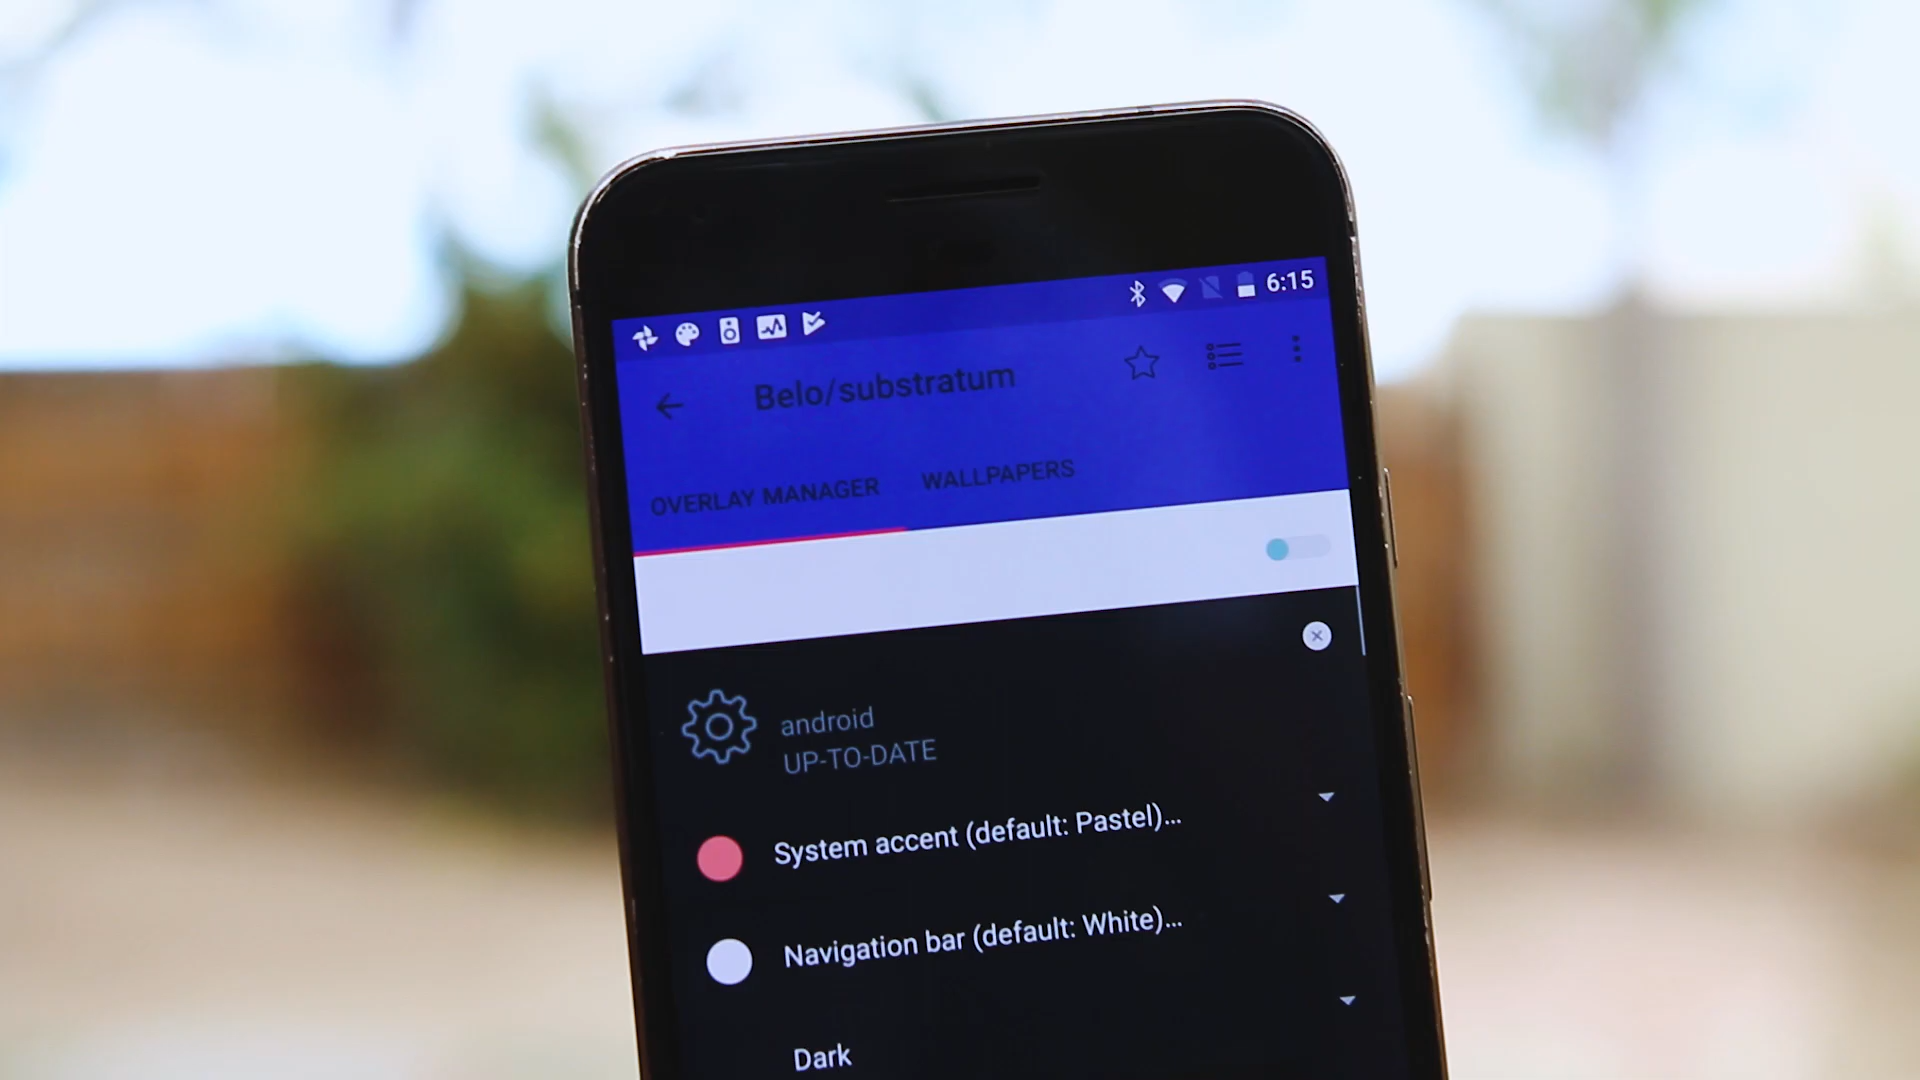 6:15
Belo/substratum
OVERLAY MANAGER WALLPAPERS
android
UP-TO-DATE
System accent (default: Pastel)...
Navigation bar (default: White)...
Dark